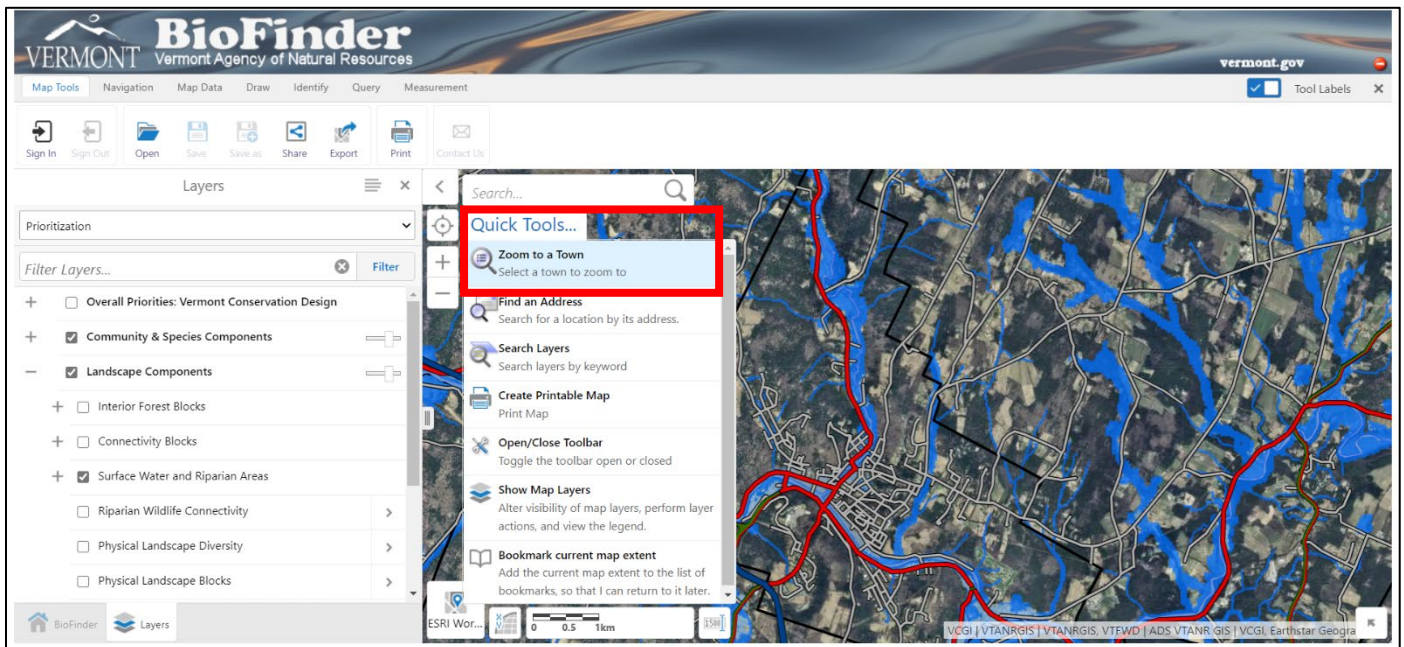 VERMONT
BioFinder
Vermont Agency of Natural Resources
vermont.gov
Map Tools Navigation Map Data Draw Identify Query Measurement
Tool Labels
Sign In Sign Out Open Save Save as Share Export Print Contact Us
Layers
Prioritization
Filter Layers... Filter
Overall Priorities: Vermont Conservation Design
Community & Species Components
Landscape Components
Interior Forest Blocks
Connectivity Blocks
Surface Water and Riparian Areas
Riparian Wildlife Connectivity
Physical Landscape Diversity
Physical Landscape Blocks
BioFinder Layers
Search...
Quick Tools...
Zoom to a Town
Select a town to zoom to
Find an Address
Search for a location by its address.
Search Layers
Search layers by keyword
Create Printable Map
Print Map
Open/Close Toolbar
Toggle the toolbar open or closed
Show Map Layers
Alter visibility of map layers, perform layer
actions, and view the legend.
Bookmark current map extent
Add the current map extent to the list of
bookmarks, so that I can return to it later.
ESRI Wor...
0 0.5 1km
VCGI | VTANRGIS | VTANRGIS, VTFWD | ADS VTANR GIS | VCGI, Earthstar Geogra